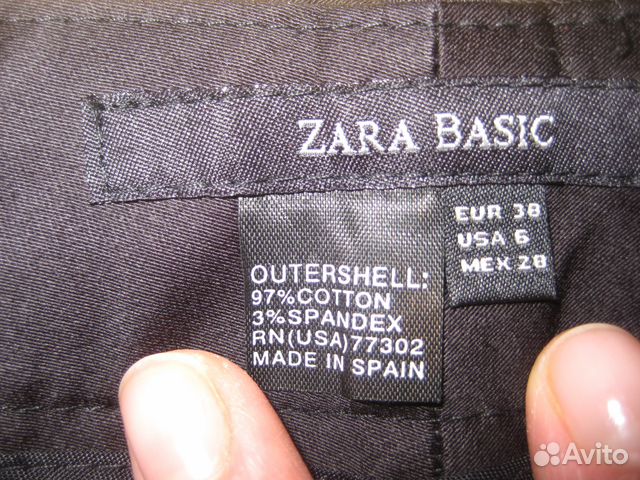 ZARA BASIC
EUR 38
USA 6
MEX 28
OUTERSHELL:
97%COTTON
3%SPANDEX
RN(USA)77302
MADE IN SPAIN
Avito